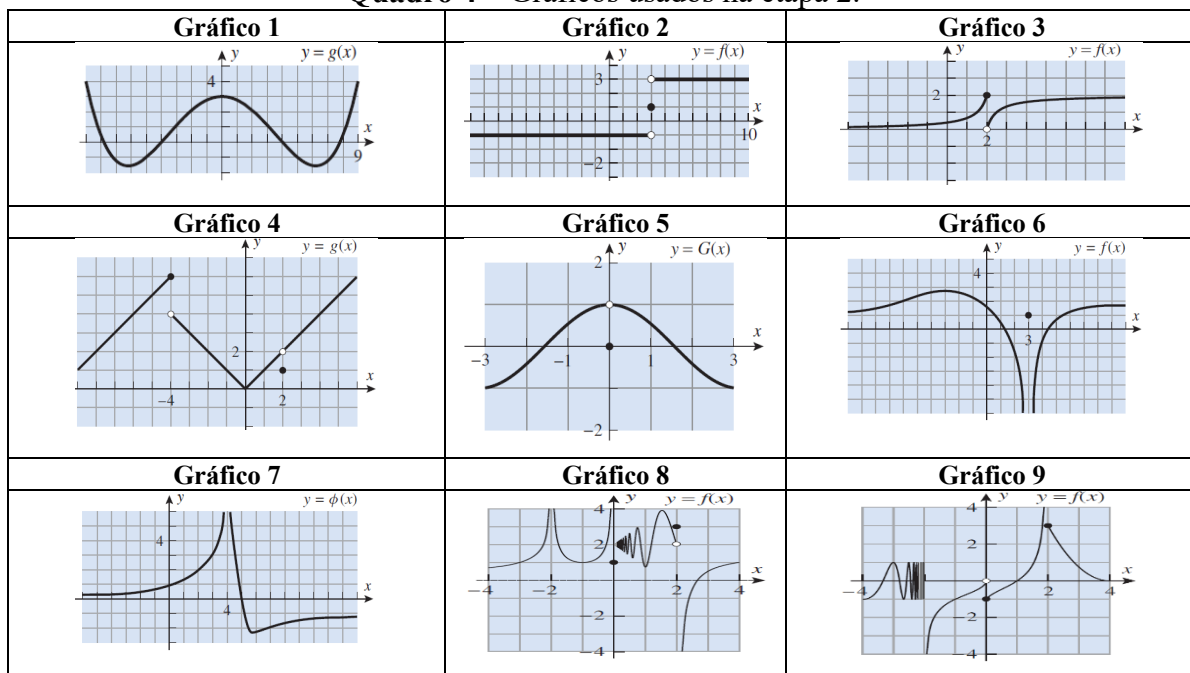 Quadro 4 – Gráficos usados na etapa 2.
Gráfico 1
y
y = g(x)
4
x
9
Gráfico 2
y = f(x)
y
3
x
10
−2
Gráfico 3
y
y = f(x)
2
x
2
Gráfico 4
y
y = g(x)
2
x
−4
2
Gráfico 5
y
y = G(x)
2
x
−3
−1
1
3
−2
Gráfico 6
y
y = f(x)
4
x
3
Gráfico 7
y
y = ϕ(x)
4
x
4
Gráfico 8
y
y = f(x)
4
2
x
−4
−2
2
4
−2
−4
Gráfico 9
y
y = f(x)
4
2
x
−4
2
4
−2
−4